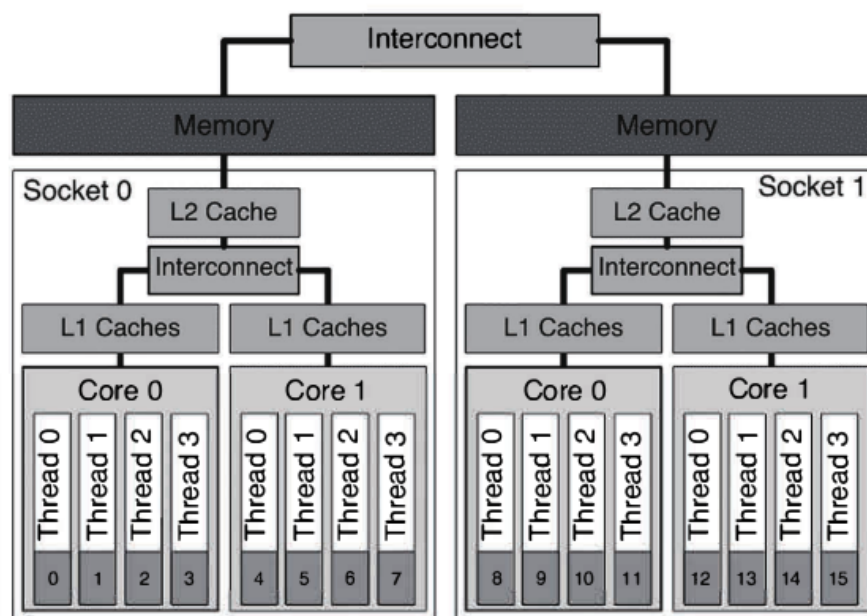 Interconnect
Memory
Memory
Socket 0
Socket 1
L2 Cache
L2 Cache
Interconnect
Interconnect
L1 Caches
L1 Caches
L1 Caches
L1 Caches
Core 0
Core 1
Core 0
Core 1
Thread 0
Thread 1
Thread 2
Thread 3
Thread 0
Thread 1
Thread 2
Thread 3
Thread 0
Thread 1
Thread 2
Thread 3
Thread 0
Thread 1
Thread 2
Thread 3
0
1
2
3
4
5
6
7
8
9
10
11
12
13
14
15